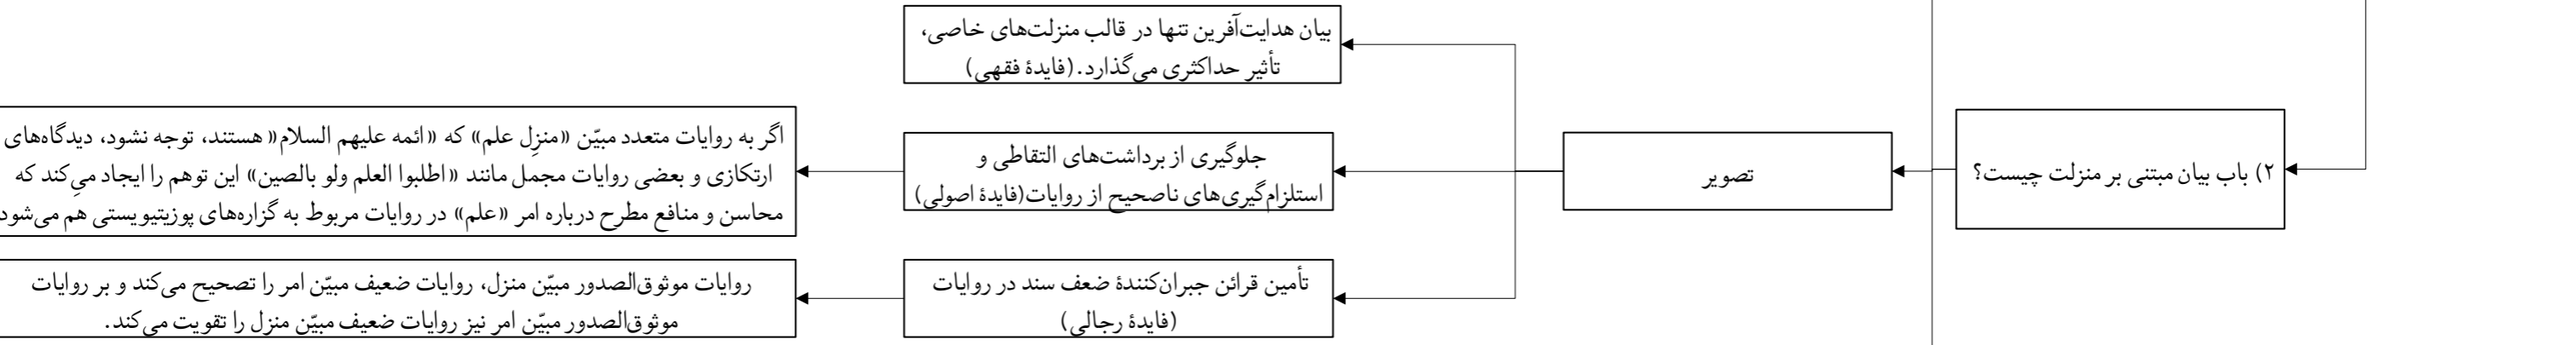 ۲) باب بیان مبتنی بر منزلت چیست؟
تصویر
بیان هدایت‌آفرین تنها در قالب منزلت‌های خاصی،
تأثیر حداکثری می‌گذارد.(فایدۀ فقهی)
جلوگیری از برداشت‌های التقاطی و
استلزام‌گیری‌های ناصحیح از روایات(فایدۀ اصولی)
اگر به روایات متعدد مبیّن «منزِل علم» که «ائمه علیهم السلام« هستند، توجه نشود، دیدگاه‌های
ارتکازی و بعضی روایات مجمل مانند «اطلبوا العلم ولو بالصین» این توهم را ایجاد می‌کند که
محاسن و منافع مطرح درباره امر «علم» در روایات مربوط به گزاره‌های پوزیتیویستی هم می‌شود
تأمین قرائن جبران‌کنندۀ ضعف سند در روایات
(فایدۀ رجالی)
روایات موثوق‌الصدور مبیّن منزل، روایات ضعیف مبیّن امر را تصحیح می‌کند و بر روایات
موثوق‌الصدور مبیّن امر نیز روایات ضعیف مبیّن منزل را تقویت می‌کند.